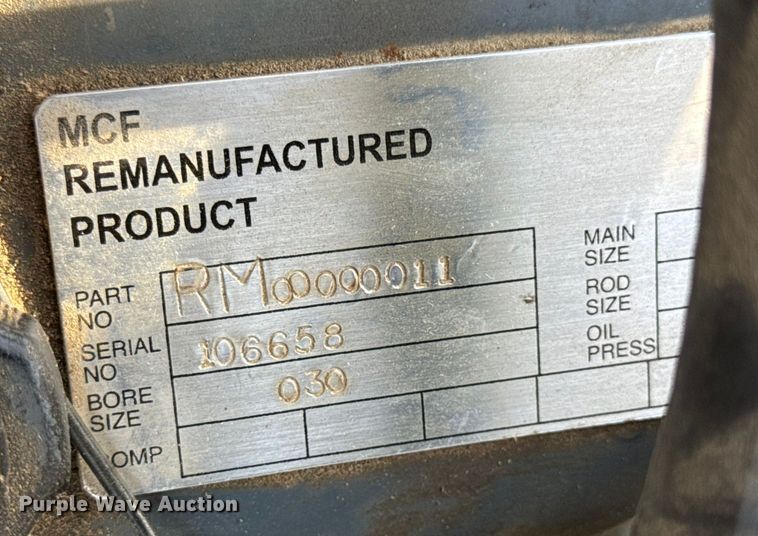 MCF
REMANUFACTURED
PRODUCT
PART NO RM00000011
SERIAL NO 106658
BORE SIZE 030
OMP
MAIN SIZE
ROD SIZE
OIL PRESS
Purple Wave Auction